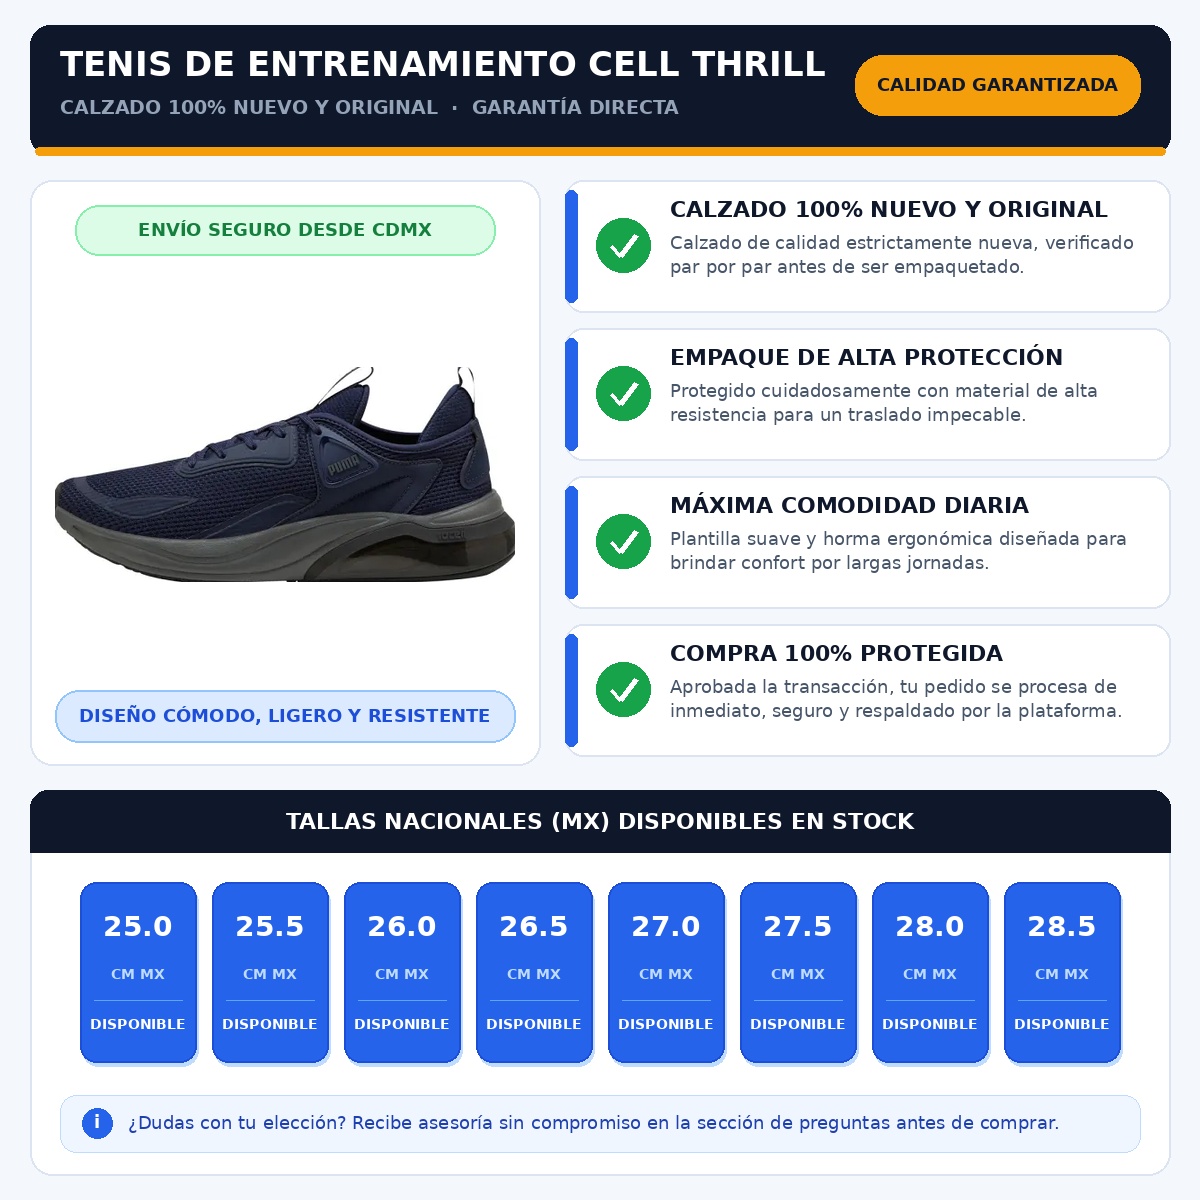 TENIS DE ENTRENAMIENTO CELL THRILL
CALZADO 100% NUEVO Y ORIGINAL · GARANTÍA DIRECTA
CALIDAD GARANTIZADA
ENVÍO SEGURO DESDE CDMX
PUMA
DISEÑO CÓMODO, LIGERO Y RESISTENTE
CALZADO 100% NUEVO Y ORIGINAL
Calzado de calidad estrictamente nueva, verificado
par por par antes de ser empaquetado.
EMPAQUE DE ALTA PROTECCIÓN
Protegido cuidadosamente con material de alta
resistencia para un traslado impecable.
MÁXIMA COMODIDAD DIARIA
Plantilla suave y horma ergonómica diseñada para
brindar confort por largas jornadas.
COMPRA 100% PROTEGIDA
Aprobada la transacción, tu pedido se procesa de
inmediato, seguro y respaldado por la plataforma.
TALLAS NACIONALES (MX) DISPONIBLES EN STOCK
25.0 25.5 26.0 26.5 27.0 27.5 28.0 28.5
CM MX CM MX CM MX CM MX CM MX CM MX CM MX CM MX
DISPONIBLE DISPONIBLE DISPONIBLE DISPONIBLE DISPONIBLE DISPONIBLE DISPONIBLE DISPONIBLE
i ¿Dudas con tu elección? Recibe asesoría sin compromiso en la sección de preguntas antes de comprar.